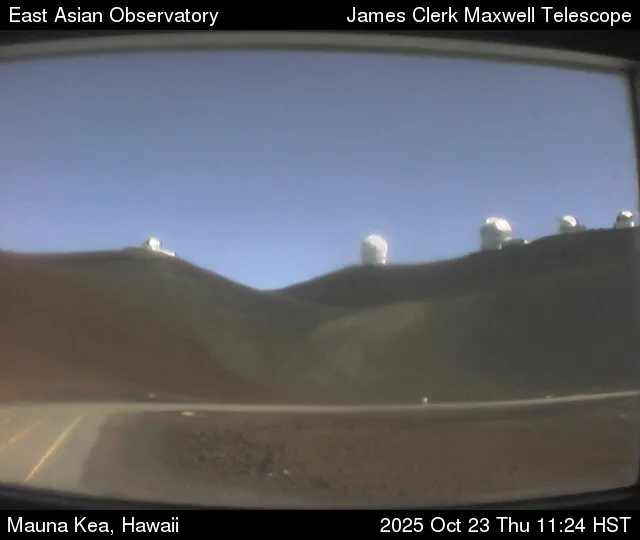 East Asian Observatory
James Clerk Maxwell Telescope
Mauna Kea, Hawaii
2025 Oct 23 Thu 11:24 HST